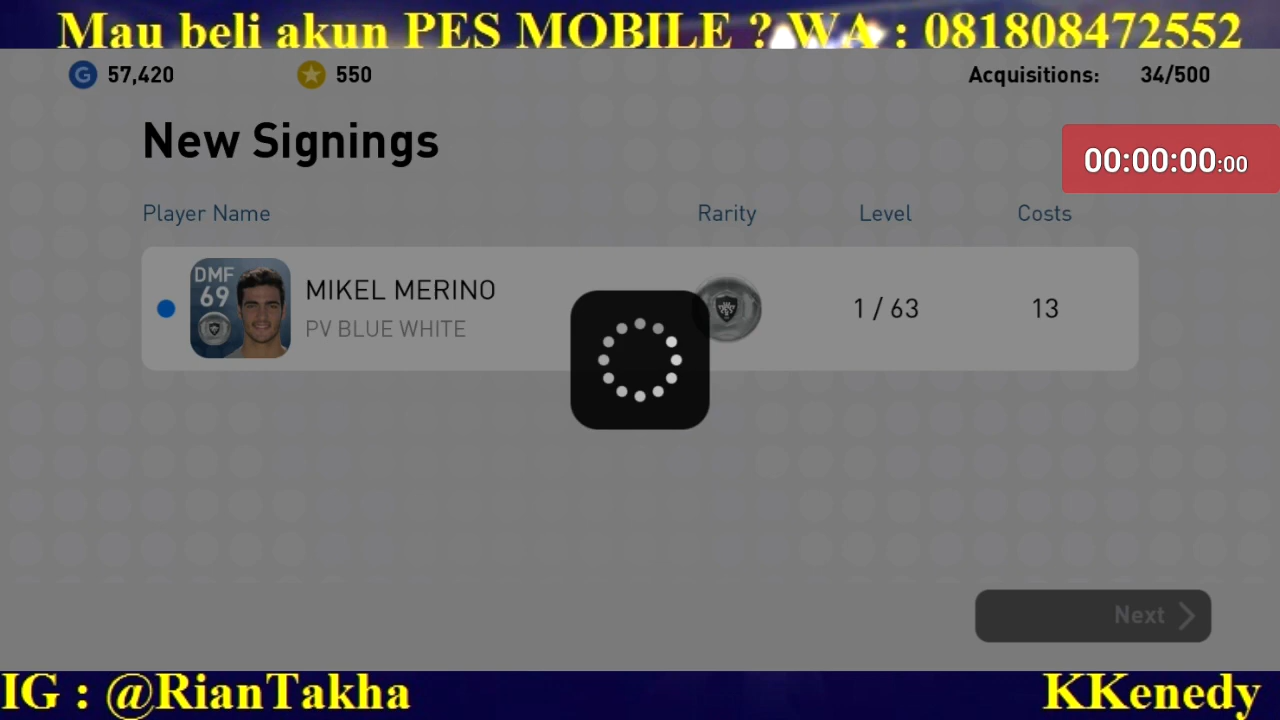 Mau beli akun PES MOBILE ? WA : 081808472552
G 57,420 550 Acquisitions: 34/500
New Signings
00:00:00:00
Player Name Rarity Level Costs
DMF
69
MIKEL MERINO 1 / 63 13
PV BLUE WHITE
Next
IG : @RianTakha KKenedy